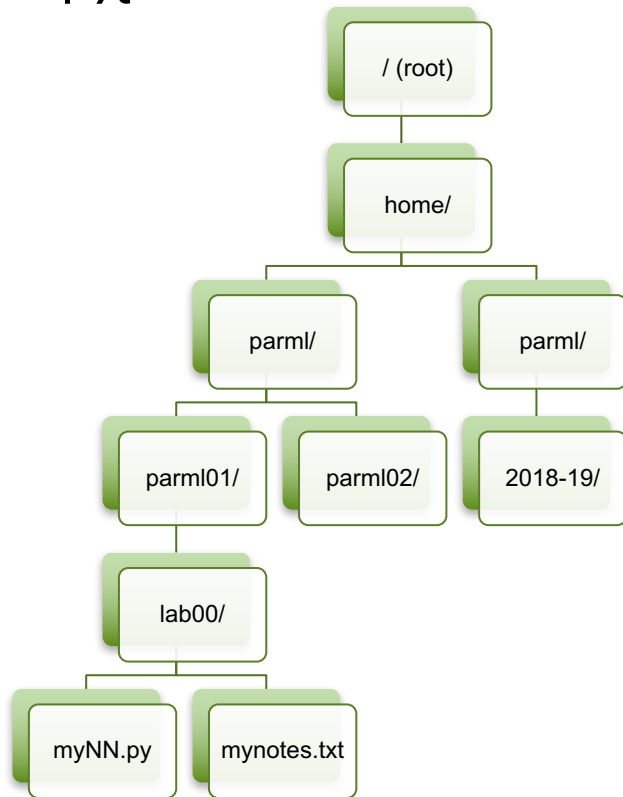 / (root)
home/
parml/
parml/
parml01/
parml02/
2018-19/
lab00/
myNN.py
mynotes.txt